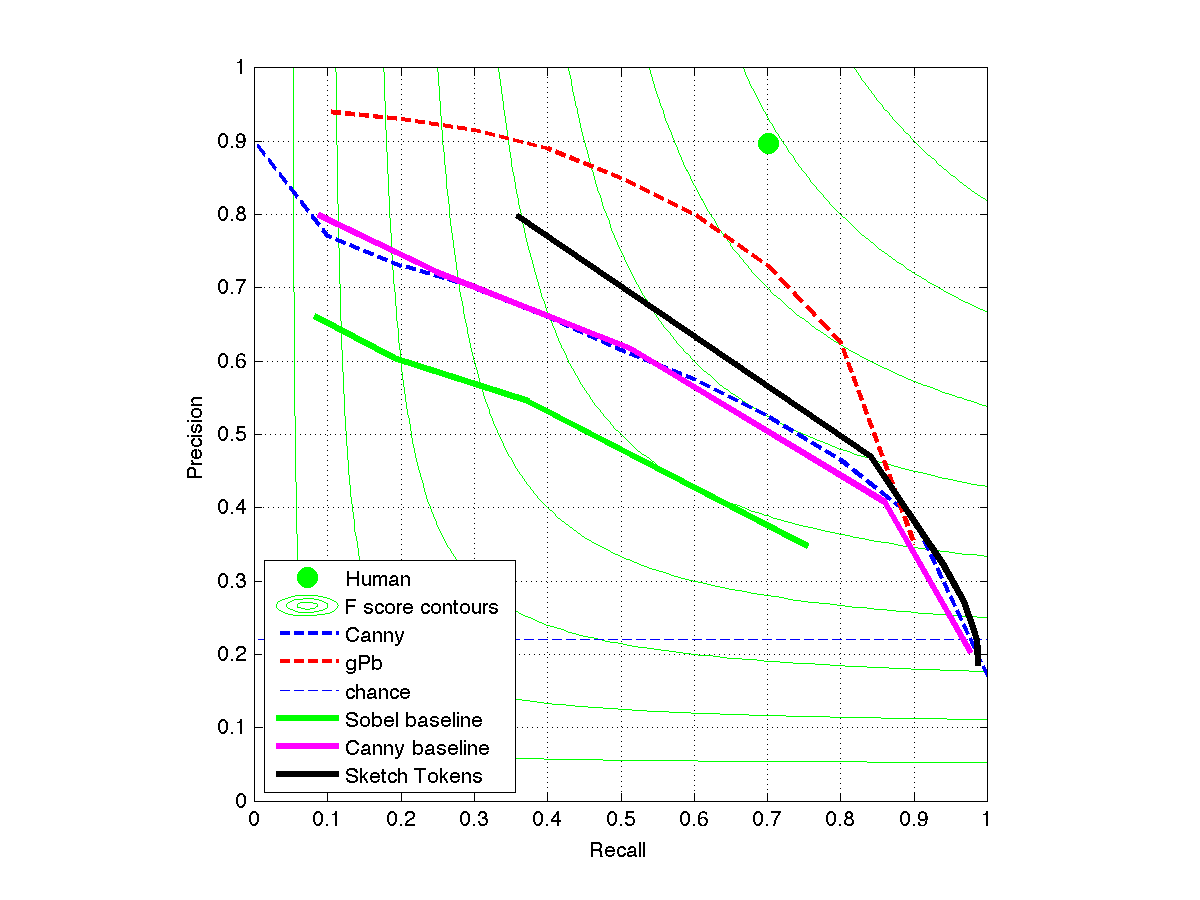 1
0.9
0.8
0.7
0.6
0.5
0.4
0.3
0.2
0.1
0
Precision
Human
F score contours
Canny
gPb
chance
Sobel baseline
Canny baseline
Sketch Tokens
0 0.1 0.2 0.3 0.4 0.5 0.6 0.7 0.8 0.9 1
Recall